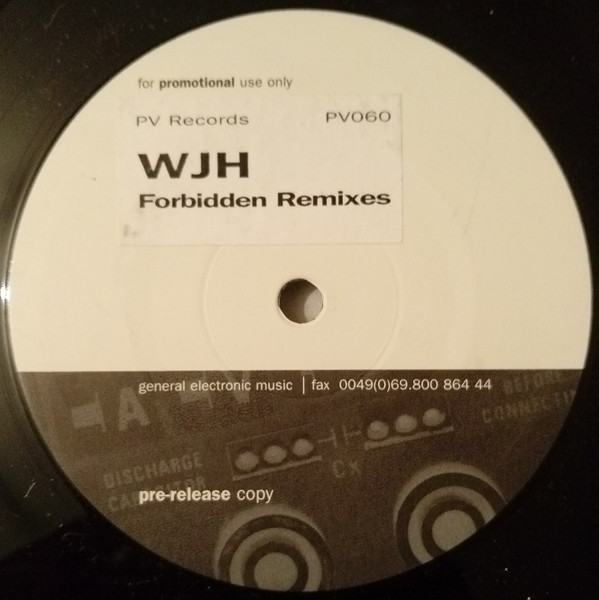 for promotional use only
PV Records PV060
WJH
Forbidden Remixes
general electronic music | fax 0049(0)69.800 864 44
BEFORE
DISCHARGE
CAPACITOR
Cx
pre-release copy